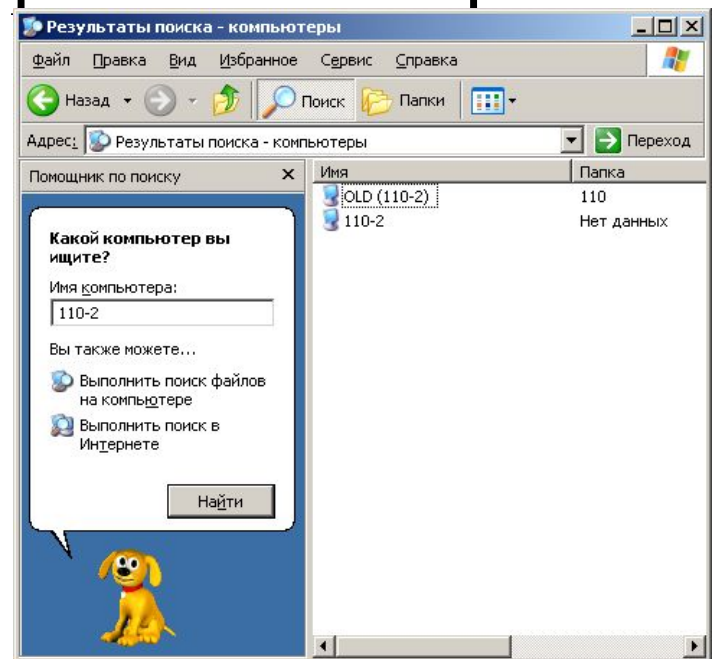 Результаты поиска - компьютеры
Файл Правка Вид Избранное Сервис Справка
Назад Поиск Папки
Адрес: Результаты поиска - компьютеры Переход
Помощник по поиску
Имя Папка
OLD (110-2) 110
110-2 Нет данных
Какой компьютер вы
ищите?
Имя компьютера:
110-2
Вы также можете...
Выполнить поиск файлов
на компьютере
Выполнить поиск в
Интернете
Найти